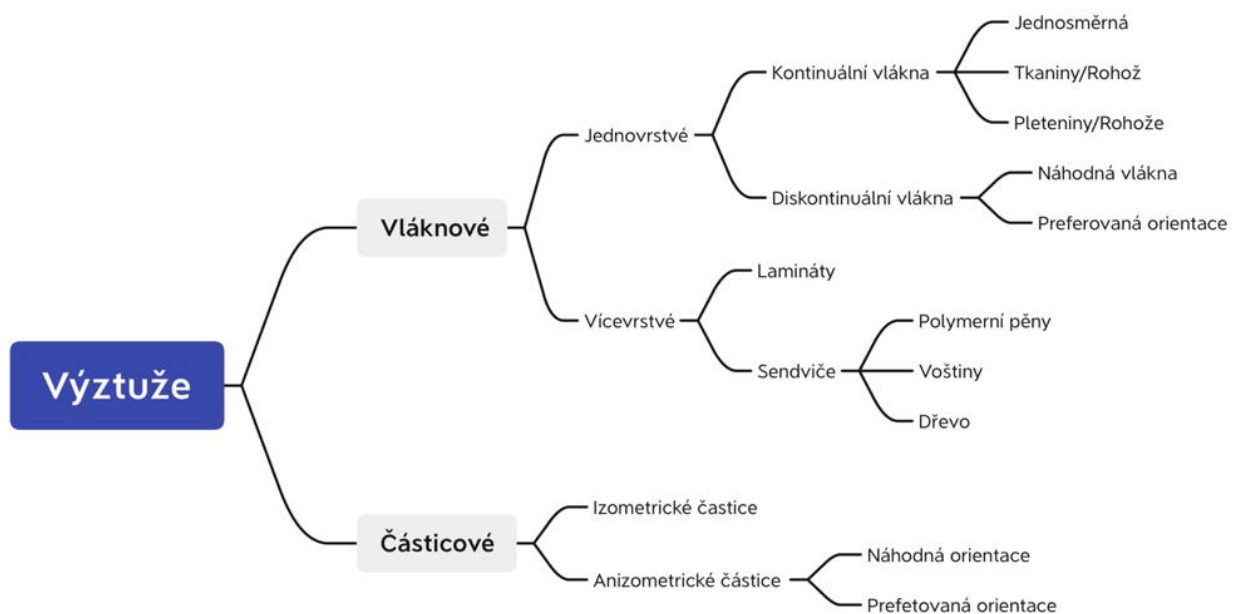 Výztuže
Vláknové
Jednovrstvé
Kontinuální vlákna
Jednosměrná
Tkaniny/Rohož
Pleteniny/Rohože
Diskontinuální vlákna
Náhodná vlákna
Preferovaná orientace
Vícevrstvé
Lamináty
Sendviče
Polymerní pěny
Voštiny
Dřevo
Částicové
Izometrické častice
Anizometrické částice
Náhodná orientace
Prefetovaná orientace